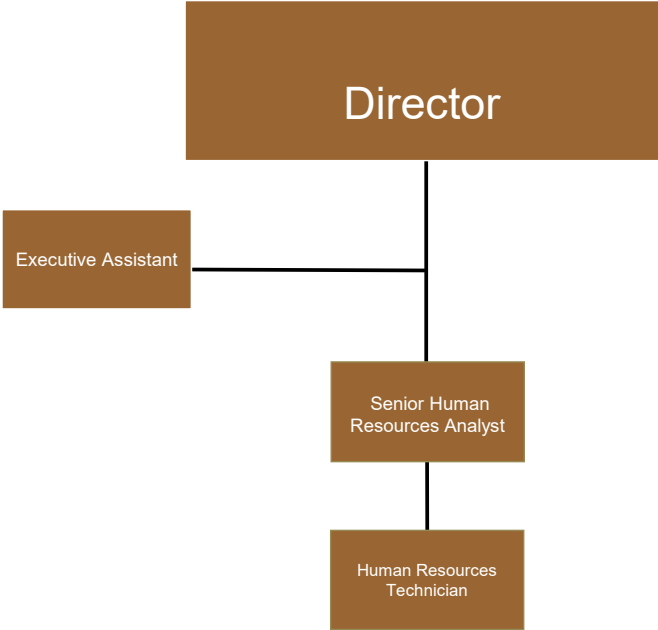 Director
Executive Assistant
Senior Human
Resources Analyst
Human Resources
Technician